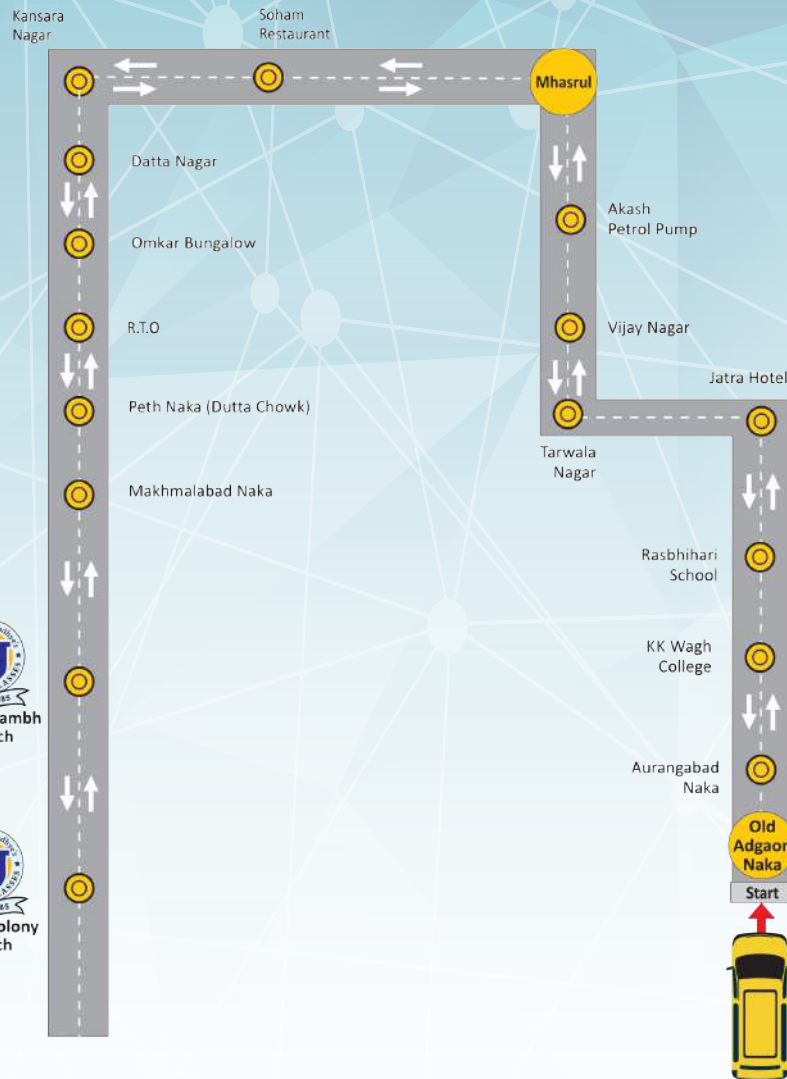 Kansara
Nagar
Soham
Restaurant
Mhasrul
Datta Nagar
Akash
Petrol Pump
Omkar Bungalow
R.T.O
Vijay Nagar
Jatra Hotel
Peth Naka (Dutta Chowk)
Tarwala
Nagar
Makhmalabad Naka
Rasbhihari
School
KK Wagh
College
Aurangabad
Naka
Old
Adgaon
Naka
Start